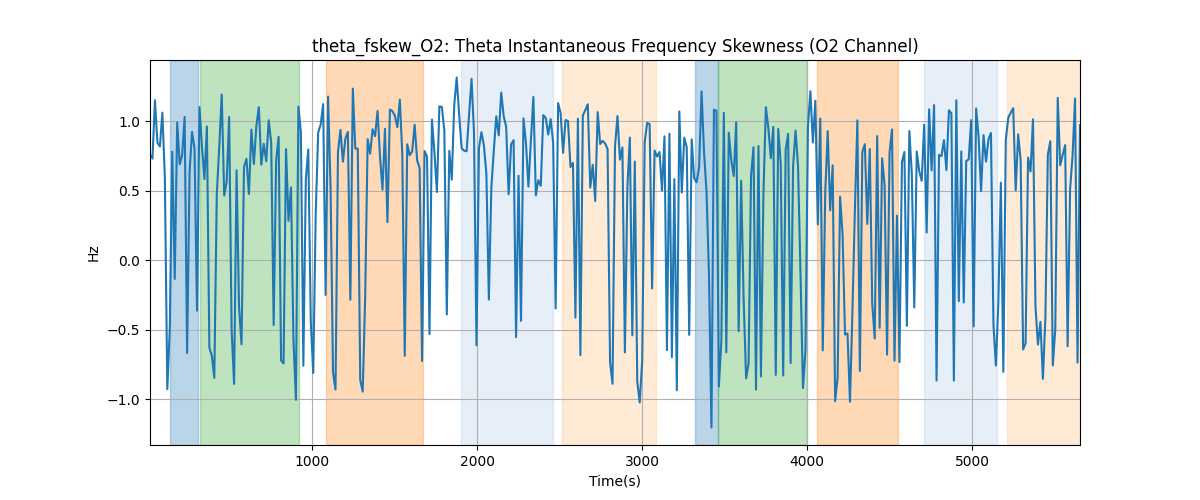 theta_fskew_O2: Theta Instantaneous Frequency Skewness (O2 Channel)
1.0
0.5
0.0
−0.5
−1.0
Hz
1000 2000 3000 4000 5000
Time(s)